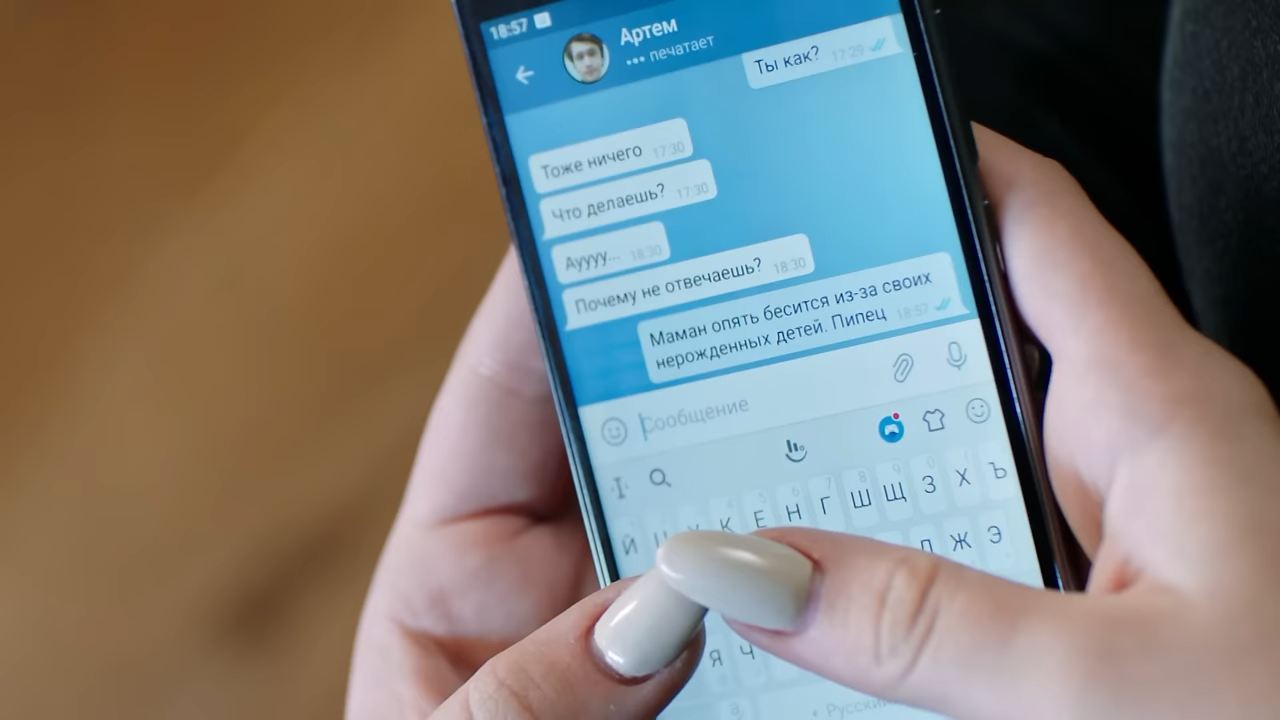 18:57
Артем
••• печатает
Ты как? 17:29
Тоже ничего 17:30
Что делаешь? 17:30
Ауууу... 18:30
Почему не отвечаешь? 18:30
Маман опять бесится из-за своих
нерожденных детей. Пипец 18:57
Сообщение
Й К Е Н Г Ш Щ З Х Ъ
Ж Э
Я Ч